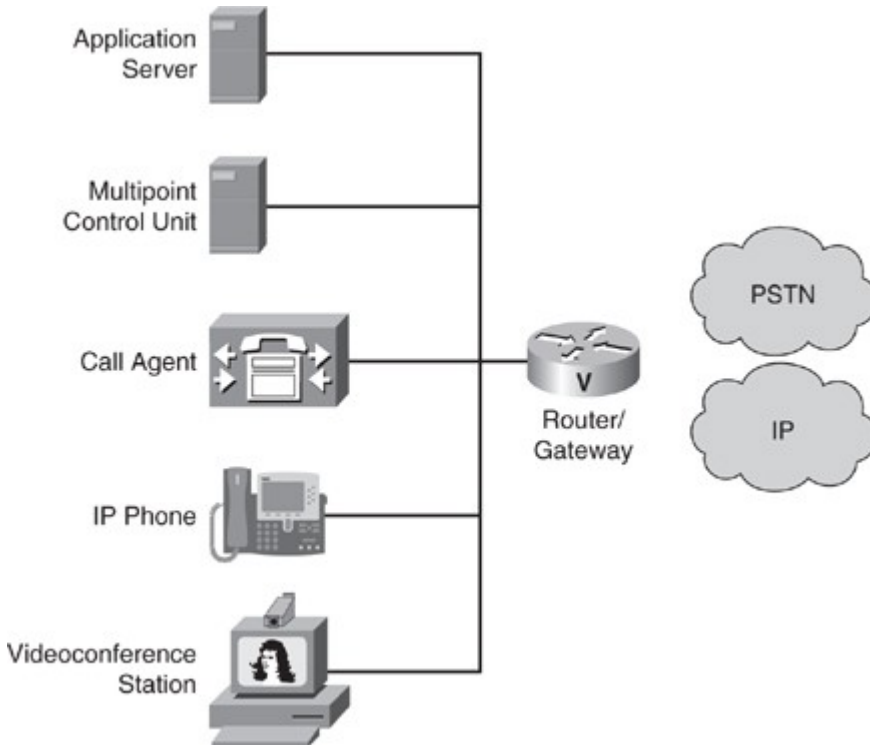 Application
Server
Multipoint
Control Unit
Call Agent
IP Phone
Videoconference
Station
V
Router/
Gateway
PSTN
IP